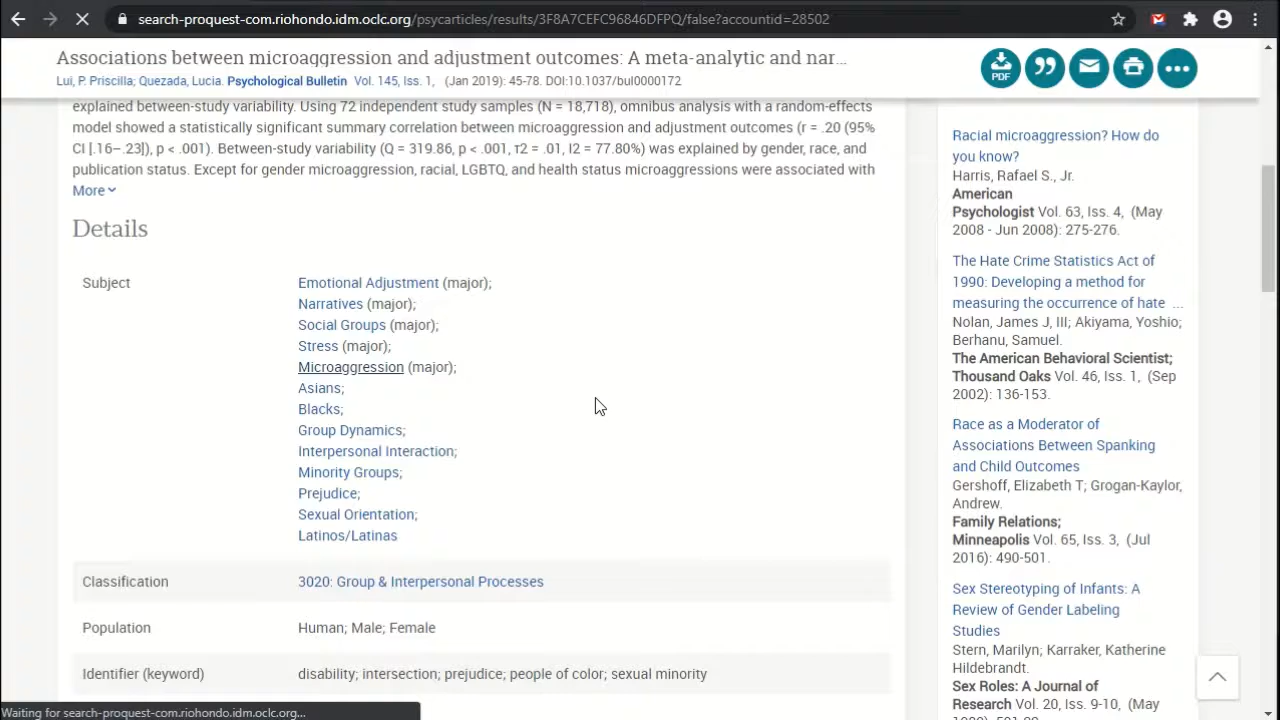 search-proquest-com.riohondo.idm.oclc.org/psycarticles/results/3F8A7CEFC96846DFPQ/false?accountid=28502
Associations between microaggression and adjustment outcomes: A meta-analytic and nar...
Lui, P. Priscilla; Quezada, Lucia. Psychological Bulletin Vol. 145, Iss. 1, (Jan 2019): 45-78. DOI:10.1037/bul0000172
PDF
explained between-study variability. Using 72 independent study samples (N = 18,718), omnibus analysis with a random-effects
model showed a statistically significant summary correlation between microaggression and adjustment outcomes (r = .20 (95%
CI [.16–.23]), p < .001). Between-study variability (Q = 319.86, p < .001, τ2 = .01, I2 = 77.80%) was explained by gender, race, and
publication status. Except for gender microaggression, racial, LGBTQ, and health status microaggressions were associated with
More
Details
Subject
Emotional Adjustment (major);
Narratives (major);
Social Groups (major);
Stress (major);
Microaggression (major);
Asians;
Blacks;
Group Dynamics;
Interpersonal Interaction;
Minority Groups;
Prejudice;
Sexual Orientation;
Latinos/Latinas
Classification
3020: Group & Interpersonal Processes
Population
Human; Male; Female
Identifier (keyword)
disability; intersection; prejudice; people of color; sexual minority
Racial microaggression? How do
you know?
Harris, Rafael S., Jr.
American
Psychologist Vol. 63, Iss. 4, (May
2008 - Jun 2008): 275-276.
The Hate Crime Statistics Act of
1990: Developing a method for
measuring the occurrence of hate ...
Nolan, James J, III; Akiyama, Yoshio;
Berhanu, Samuel.
The American Behavioral Scientist;
Thousand Oaks Vol. 46, Iss. 1, (Sep
2002): 136-153.
Race as a Moderator of
Associations Between Spanking
and Child Outcomes
Gershoff, Elizabeth T; Grogan-Kaylor,
Andrew.
Family Relations;
Minneapolis Vol. 65, Iss. 3, (Jul
2016): 490-501.
Sex Stereotyping of Infants: A
Review of Gender Labeling
Studies
Stern, Marilyn; Karraker, Katherine
Hildebrandt.
Sex Roles: A Journal of
Research Vol. 20, Iss. 9-10, (May
Waiting for search-proquest-com.riohondo.idm.oclc.org...